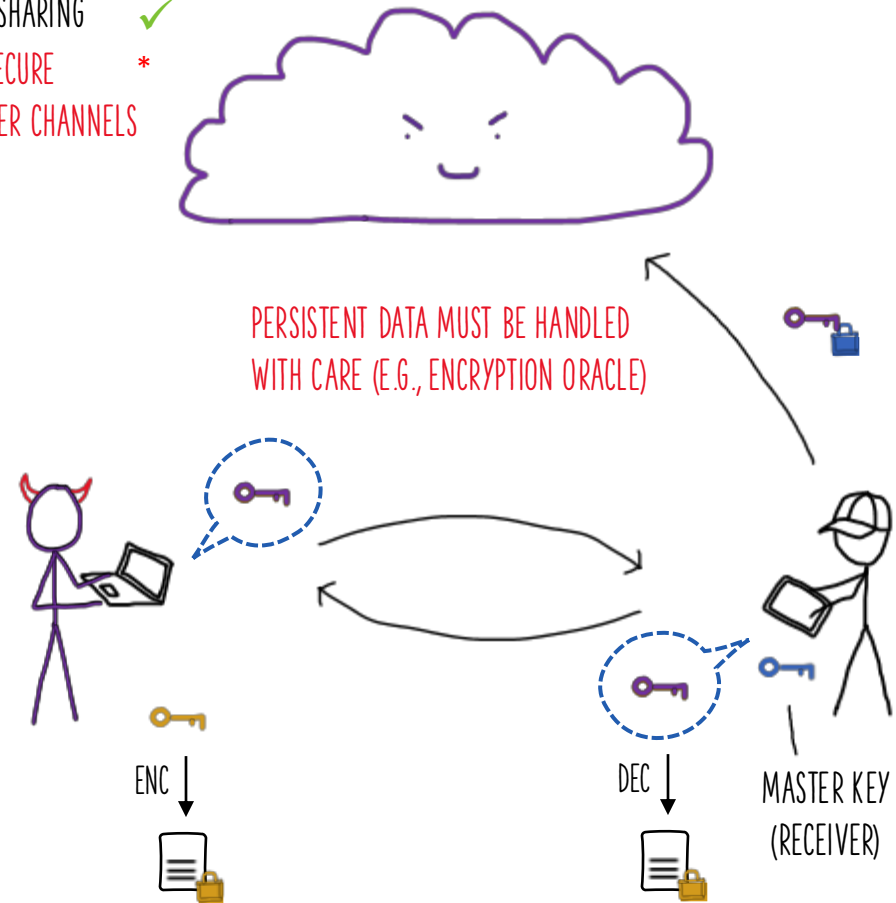 SHARING
ECURE *
ER CHANNELS
PERSISTENT DATA MUST BE HANDLED
WITH CARE (E.G., ENCRYPTION ORACLE)
ENC
DEC
MASTER KEY
(RECEIVER)